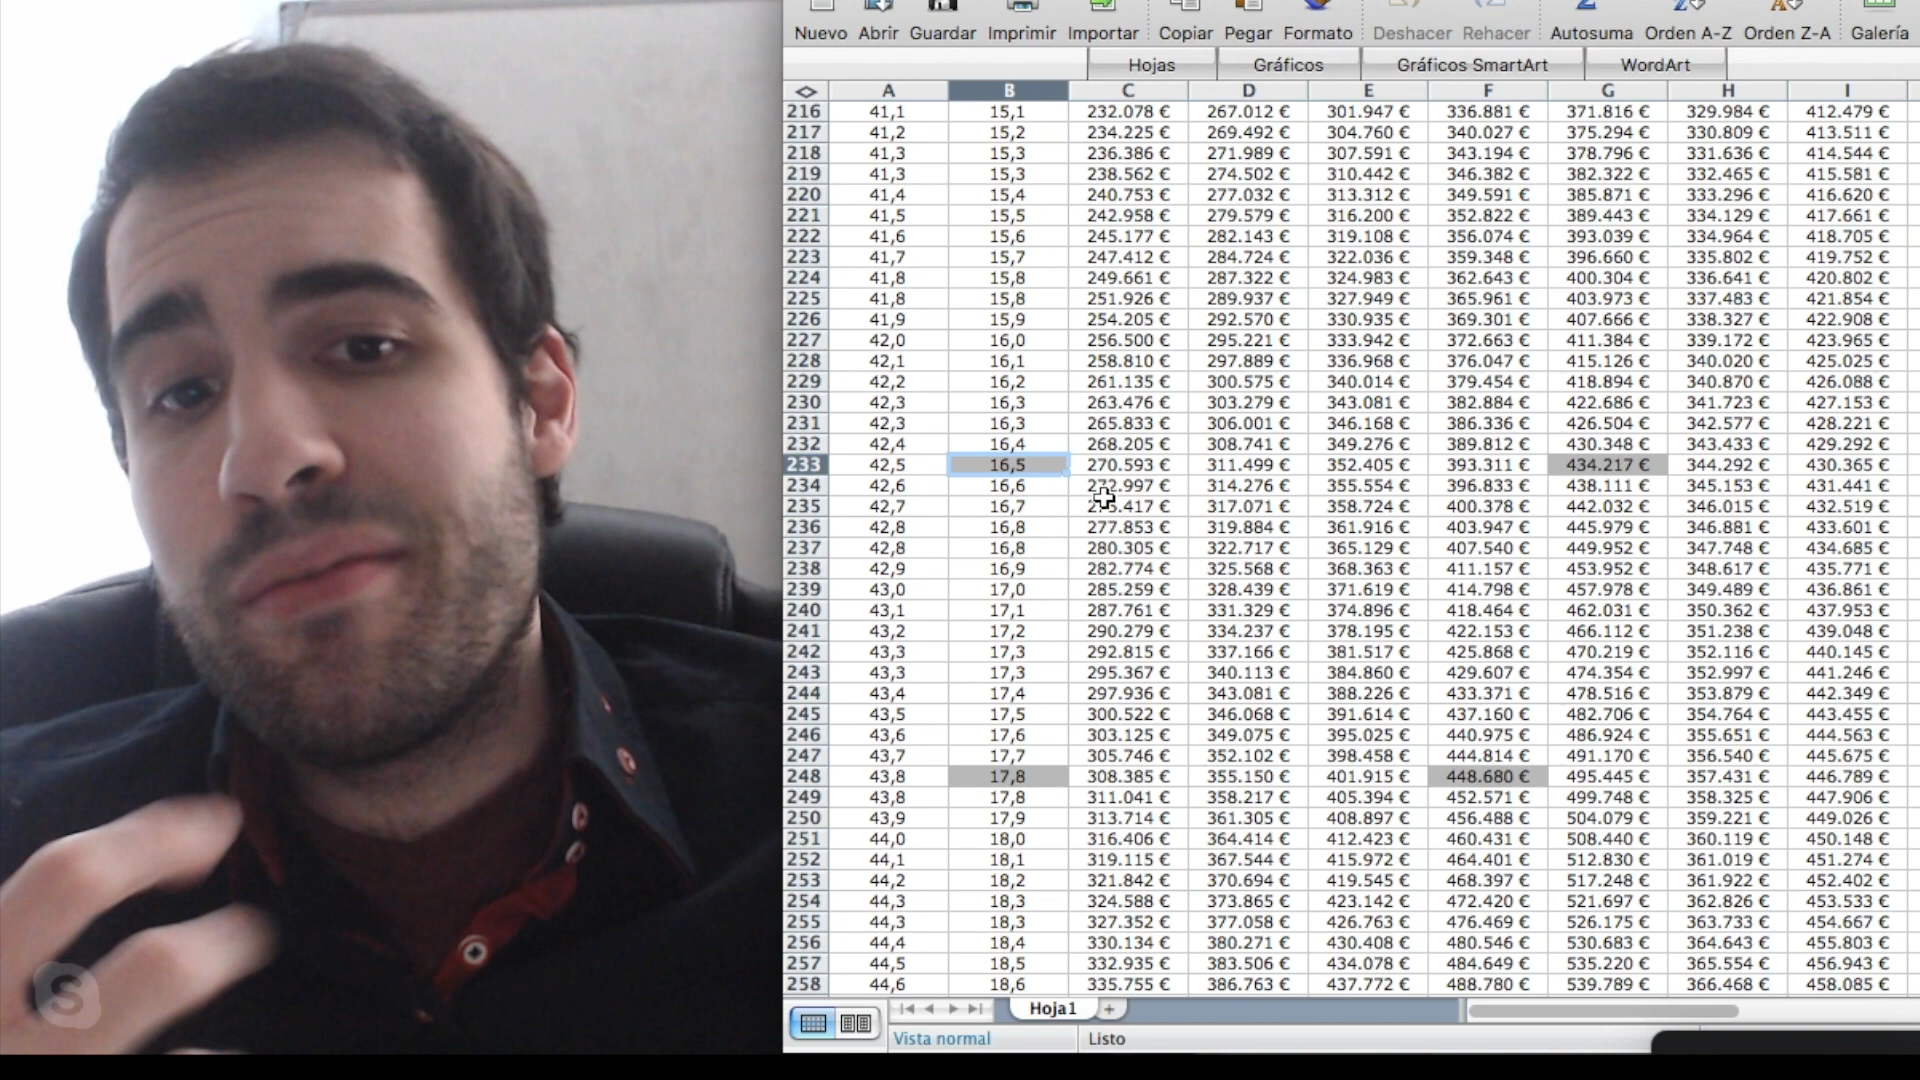 Nuevo Abrir Guardar Imprimir Importar Copiar Pegar Formato Deshacer Rehacer Autosuma Orden A-Z Orden Z-A Galería
Hojas Gráficos Gráficos SmartArt WordArt
A B C D E F G H I
216 41,1 15,1 232.078 € 267.012 € 301.947 € 336.881 € 371.816 € 329.984 € 412.479 €
217 41,2 15,2 234.225 € 269.492 € 304.760 € 340.027 € 375.294 € 330.809 € 413.511 €
218 41,3 15,3 236.386 € 271.989 € 307.591 € 343.194 € 378.796 € 331.636 € 414.544 €
219 41,3 15,3 238.562 € 274.502 € 310.442 € 346.382 € 382.322 € 332.465 € 415.581 €
220 41,4 15,4 240.753 € 277.032 € 313.312 € 349.591 € 385.871 € 333.296 € 416.620 €
221 41,5 15,5 242.958 € 279.579 € 316.200 € 352.822 € 389.443 € 334.129 € 417.661 €
222 41,6 15,6 245.177 € 282.143 € 319.108 € 356.074 € 393.039 € 334.964 € 418.705 €
223 41,7 15,7 247.412 € 284.724 € 322.036 € 359.348 € 396.660 € 335.802 € 419.752 €
224 41,8 15,8 249.661 € 287.322 € 324.983 € 362.643 € 400.304 € 336.641 € 420.802 €
225 41,8 15,8 251.926 € 289.937 € 327.949 € 365.961 € 403.973 € 337.483 € 421.854 €
226 41,9 15,9 254.205 € 292.570 € 330.935 € 369.301 € 407.666 € 338.327 € 422.908 €
227 42,0 16,0 256.500 € 295.221 € 333.942 € 372.663 € 411.384 € 339.172 € 423.965 €
228 42,1 16,1 258.810 € 297.889 € 336.968 € 376.047 € 415.126 € 340.020 € 425.025 €
229 42,2 16,2 261.135 € 300.575 € 340.014 € 379.454 € 418.894 € 340.870 € 426.088 €
230 42,3 16,3 263.476 € 303.279 € 343.081 € 382.884 € 422.686 € 341.723 € 427.153 €
231 42,3 16,3 265.833 € 306.001 € 346.168 € 386.336 € 426.504 € 342.577 € 428.221 €
232 42,4 16,4 268.205 € 308.741 € 349.276 € 389.812 € 430.348 € 343.433 € 429.292 €
233 42,5 16,5 270.593 € 311.499 € 352.405 € 393.311 € 434.217 € 344.292 € 430.365 €
234 42,6 16,6 272.997 € 314.276 € 355.554 € 396.833 € 438.111 € 345.153 € 431.441 €
235 42,7 16,7 317.071 € 358.724 € 400.378 € 442.032 € 346.015 € 432.519 €
236 42,8 16,8 277.853 € 319.884 € 361.916 € 403.947 € 445.979 € 346.881 € 433.601 €
237 42,8 16,8 280.305 € 322.717 € 365.129 € 407.540 € 449.952 € 347.748 € 434.685 €
238 42,9 16,9 282.774 € 325.568 € 368.363 € 411.157 € 453.952 € 348.617 € 435.771 €
239 43,0 17,0 285.259 € 328.439 € 371.619 € 414.798 € 457.978 € 349.489 € 436.861 €
240 43,1 17,1 287.761 € 331.329 € 374.896 € 418.464 € 462.031 € 350.362 € 437.953 €
241 43,2 17,2 290.279 € 334.237 € 378.195 € 422.153 € 466.112 € 351.238 € 439.048 €
242 43,3 17,3 292.815 € 337.166 € 381.517 € 425.868 € 470.219 € 352.116 € 440.145 €
243 43,3 17,3 295.367 € 340.113 € 384.860 € 429.607 € 474.354 € 352.997 € 441.246 €
244 43,4 17,4 297.936 € 343.081 € 388.226 € 433.371 € 478.516 € 353.879 € 442.349 €
245 43,5 17,5 300.522 € 346.068 € 391.614 € 437.160 € 482.706 € 354.764 € 443.455 €
246 43,6 17,6 303.125 € 349.075 € 395.025 € 440.975 € 486.924 € 355.651 € 444.563 €
247 43,7 17,7 305.746 € 352.102 € 398.458 € 444.814 € 491.170 € 356.540 € 445.675 €
248 43,8 17,8 308.385 € 355.150 € 401.915 € 448.680 € 495.445 € 357.431 € 446.789 €
249 43,8 17,8 311.041 € 358.217 € 405.394 € 452.571 € 499.748 € 358.325 € 447.906 €
250 43,9 17,9 313.714 € 361.305 € 408.897 € 456.488 € 504.079 € 359.221 € 449.026 €
251 44,0 18,0 316.406 € 364.414 € 412.423 € 460.431 € 508.440 € 360.119 € 450.148 €
252 44,1 18,1 319.115 € 367.544 € 415.972 € 464.401 € 512.830 € 361.019 € 451.274 €
253 44,2 18,2 321.842 € 370.694 € 419.545 € 468.397 € 517.248 € 361.922 € 452.402 €
254 44,3 18,3 324.588 € 373.865 € 423.142 € 472.420 € 521.697 € 362.826 € 453.533 €
255 44,3 18,3 327.352 € 377.058 € 426.763 € 476.469 € 526.175 € 363.733 € 454.667 €
256 44,4 18,4 330.134 € 380.271 € 430.408 € 480.546 € 530.683 € 364.643 € 455.803 €
257 44,5 18,5 332.935 € 383.506 € 434.078 € 484.649 € 535.220 € 365.554 € 456.943 €
258 44,6 18,6 335.755 € 386.763 € 437.772 € 488.780 € 539.789 € 366.468 € 458.085 €
Hoja1
Vista normal Listo
S